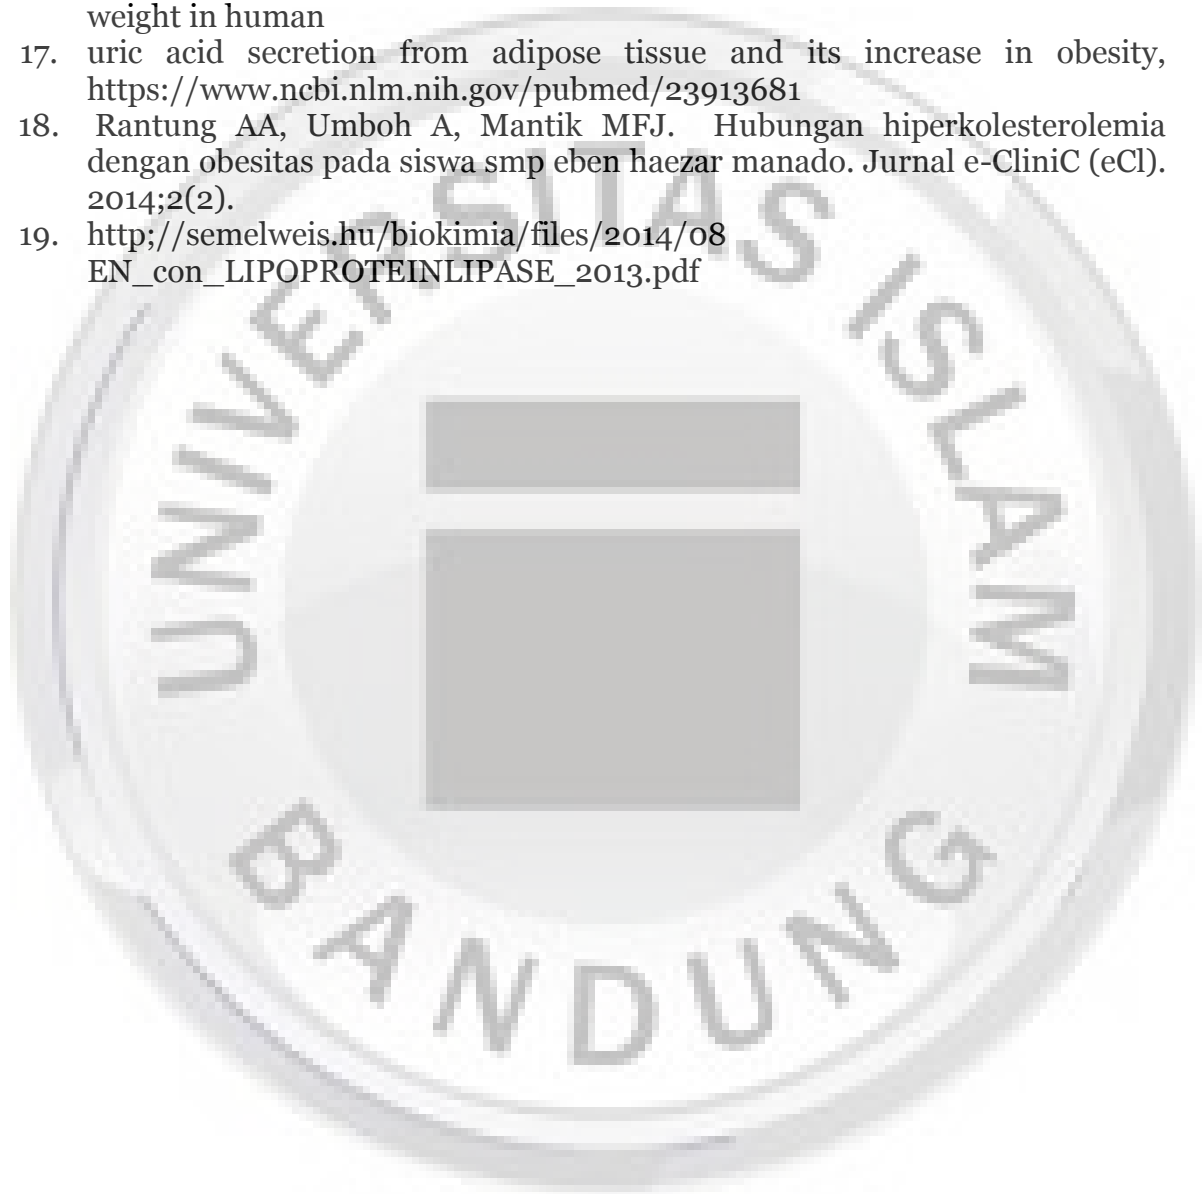 weight in human
17. uric acid secretion from adipose tissue and its increase in obesity,
https://www.ncbi.nlm.nih.gov/pubmed/23913681
18. Rantung AA, Umboh A, Mantik MFJ. Hubungan hiperkolesterolemia
dengan obesitas pada siswa smp eben haezar manado. Jurnal e-CliniC (eCl).
2014;2(2).
19. http;//semelweis.hu/biokimia/files/2014/08
EN_con_LIPOPROTEINLIPASE_2013.pdf
UNIVERSITAS ISLAM
BANDUNG